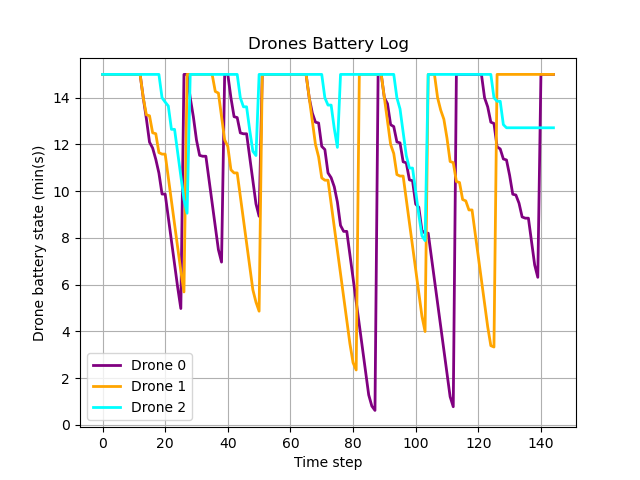 Drones Battery Log
Drone battery state (min(s))
14
12
10
8
6
4
2
0
Drone 0
Drone 1
Drone 2
0 20 40 60 80 100 120 140
Time step